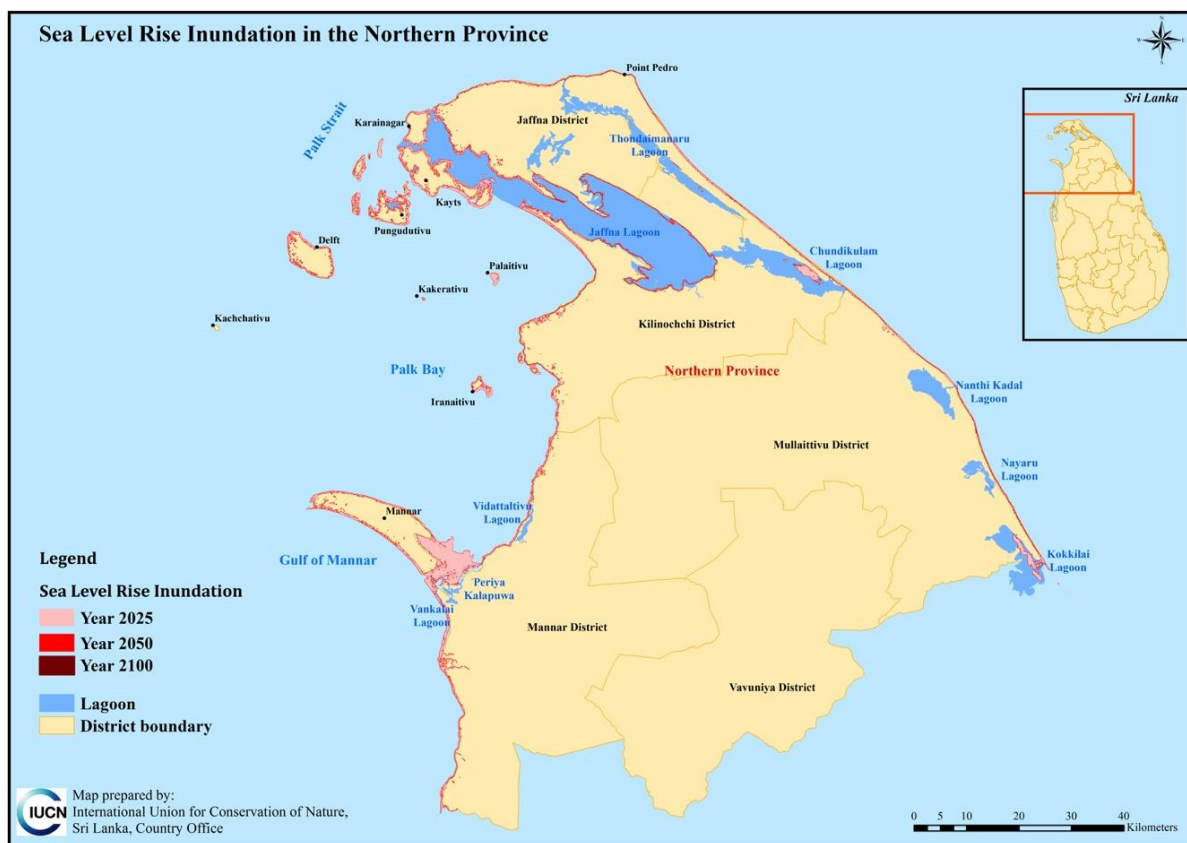 Sea Level Rise Inundation in the Northern Province
N
W
E
S
Sri Lanka
Point Pedro
Palk Strait
Karainagar
Jaffna District
Thondaimanaru
Lagoon
Kayts
Pungudutivu
Jaffna Lagoon
Delft
Chundikulam
Lagoon
Palaitivu
Kakerativu
Kachchativu
Kilinochchi District
Palk Bay
Northern Province
Iranaitivu
Nanthi Kadal
Lagoon
Mullaittivu District
Nayaru
Lagoon
Vidattaltivu
Lagoon
Mannar
Gulf of Mannar
Kokkilai
Lagoon
Periya
Kalapuwa
Vankalai
Lagoon
Mannar District
Vavuniya District
Legend
Sea Level Rise Inundation
Year 2025
Year 2050
Year 2100
Lagoon
District boundary
IUCN
Map prepared by:
International Union for Conservation of Nature,
Sri Lanka, Country Office
0 5 10 20 30 40
Kilometers